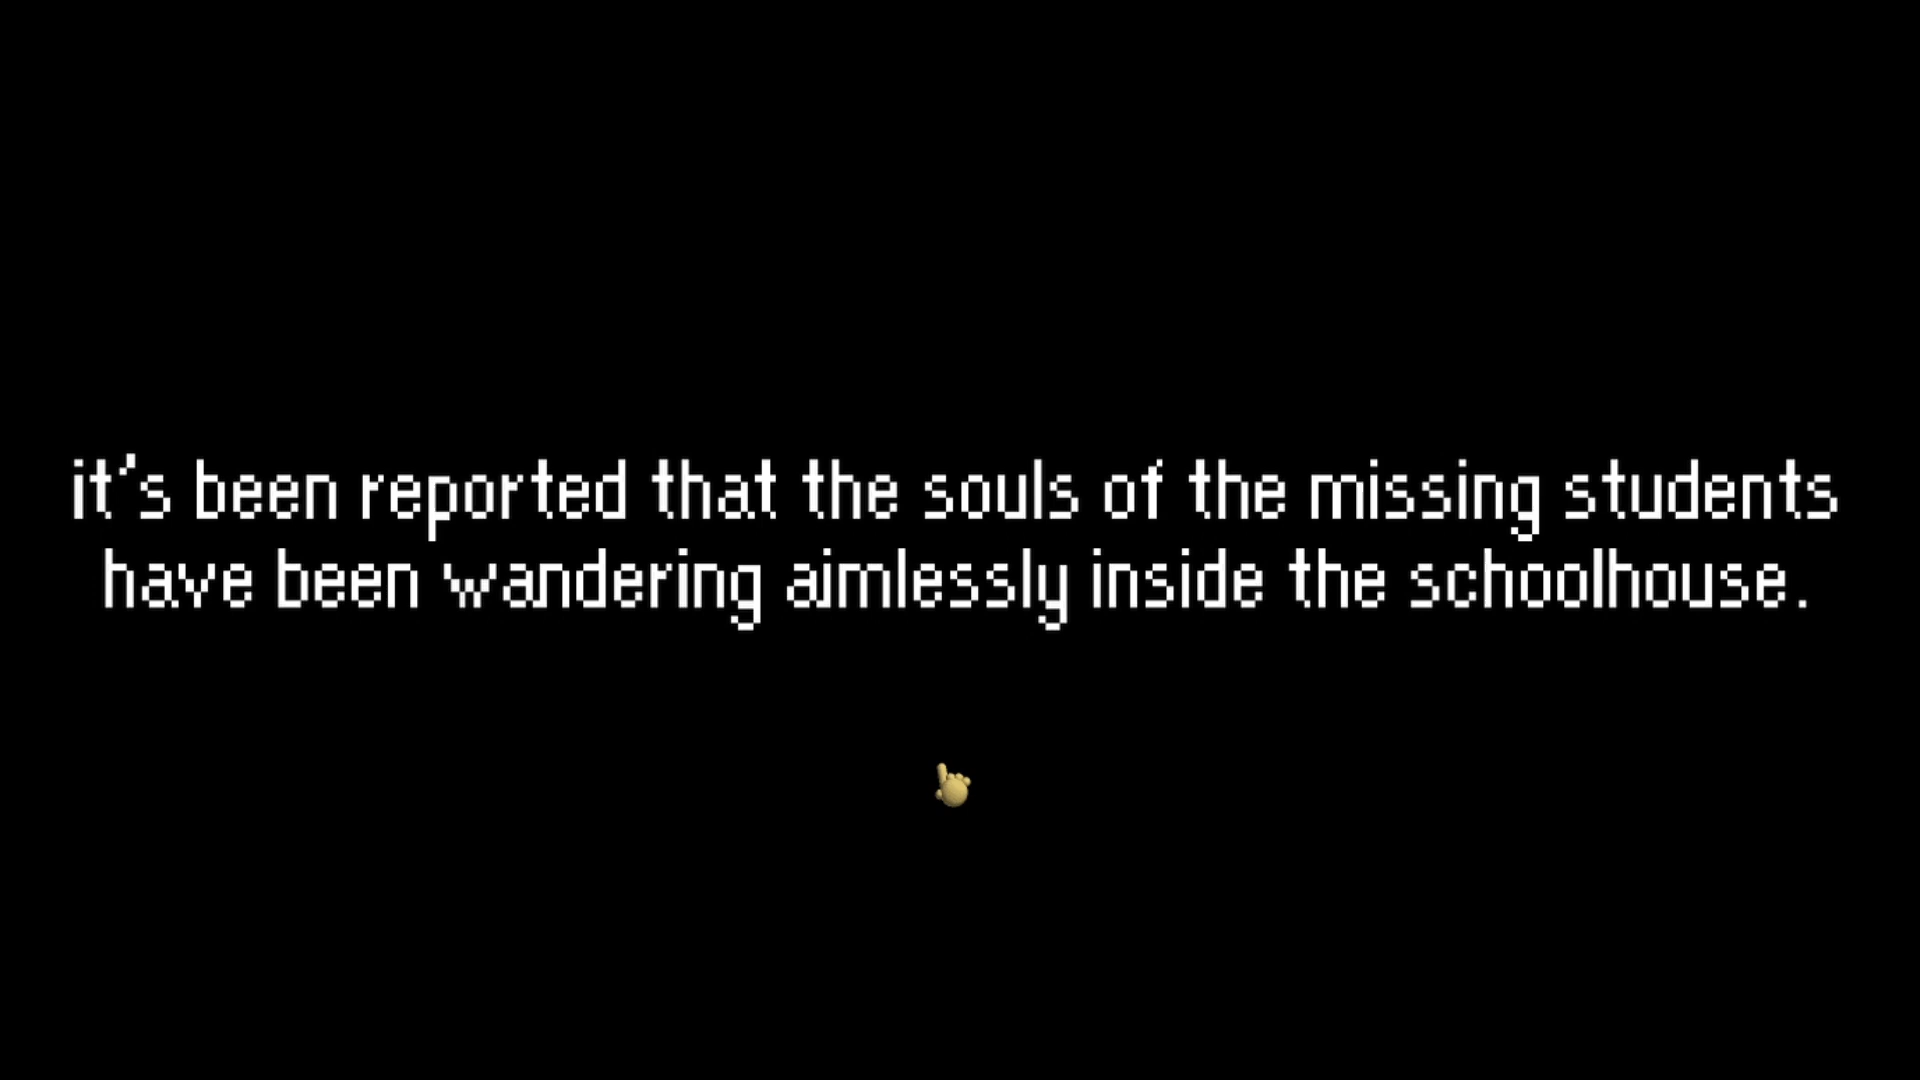 it's been reported that the souls of the missing students
have been wandering aimlessly inside the schoolhouse.